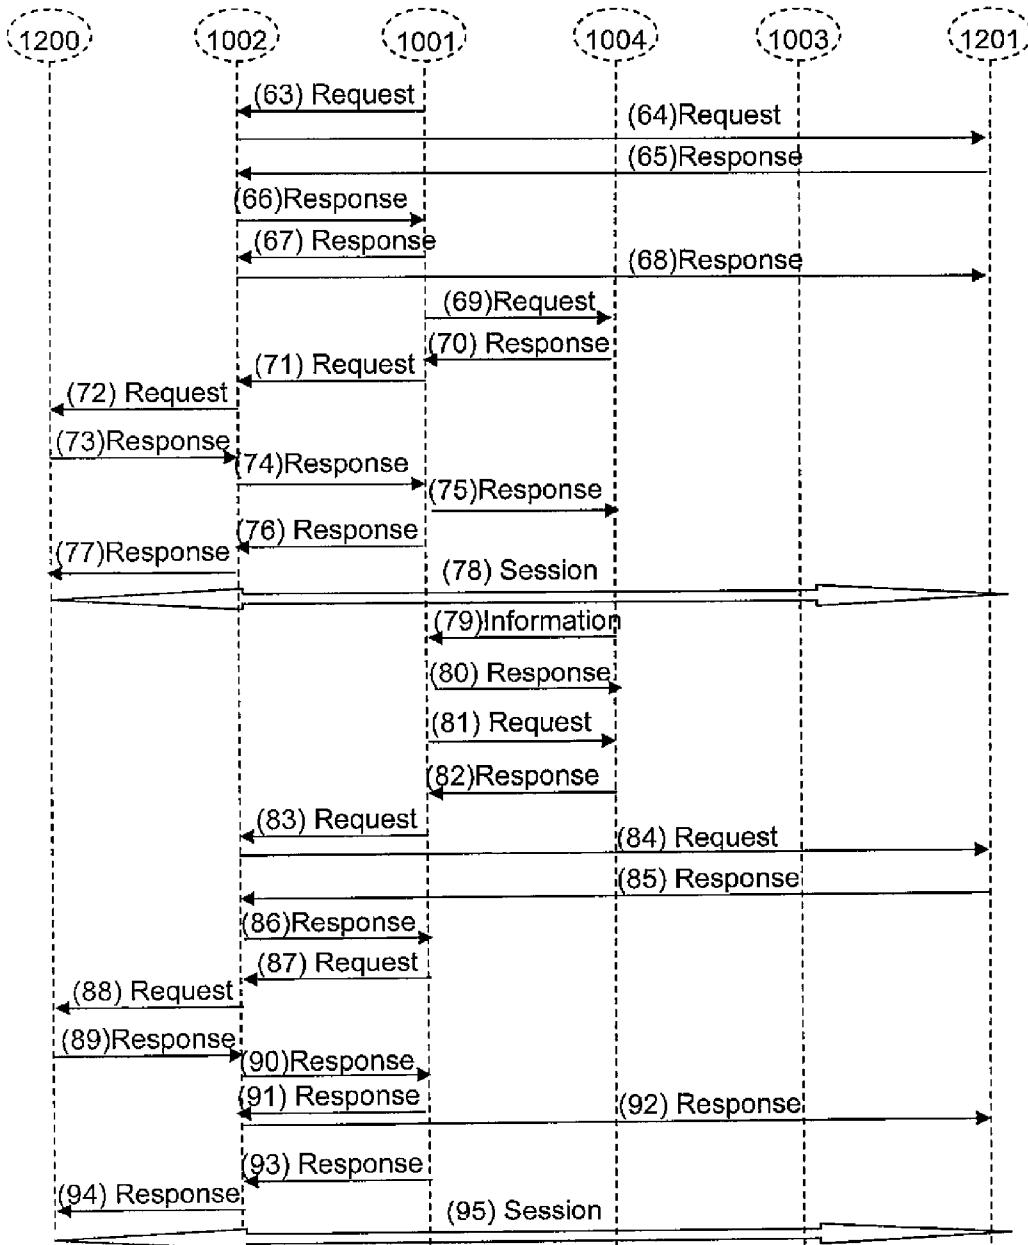 1200 1002 1001 1004 1003 1201
(63) Request
(64)Request
(65)Response
(66)Response
(67) Response
(68)Response
(69)Request
(70) Response
(71) Request
(72) Request
(73)Response
(74)Response
(75)Response
(76) Response
(77)Response
(78) Session
(79)Information
(80) Response
(81) Request
(82)Response
(83) Request
(84) Request
(85) Response
(86)Response
(87) Request
(88) Request
(89)Response
(90)Response
(91) Response
(92) Response
(93) Response
(94) Response
(95) Session